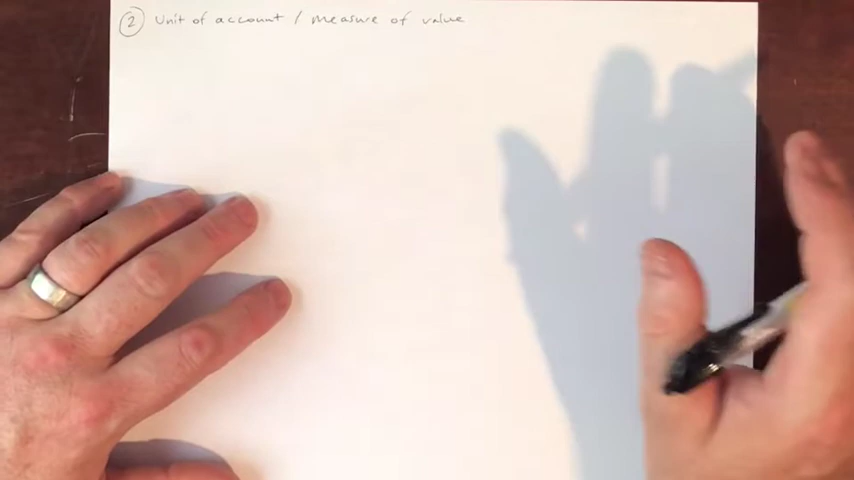 ② Unit of account / measure of value